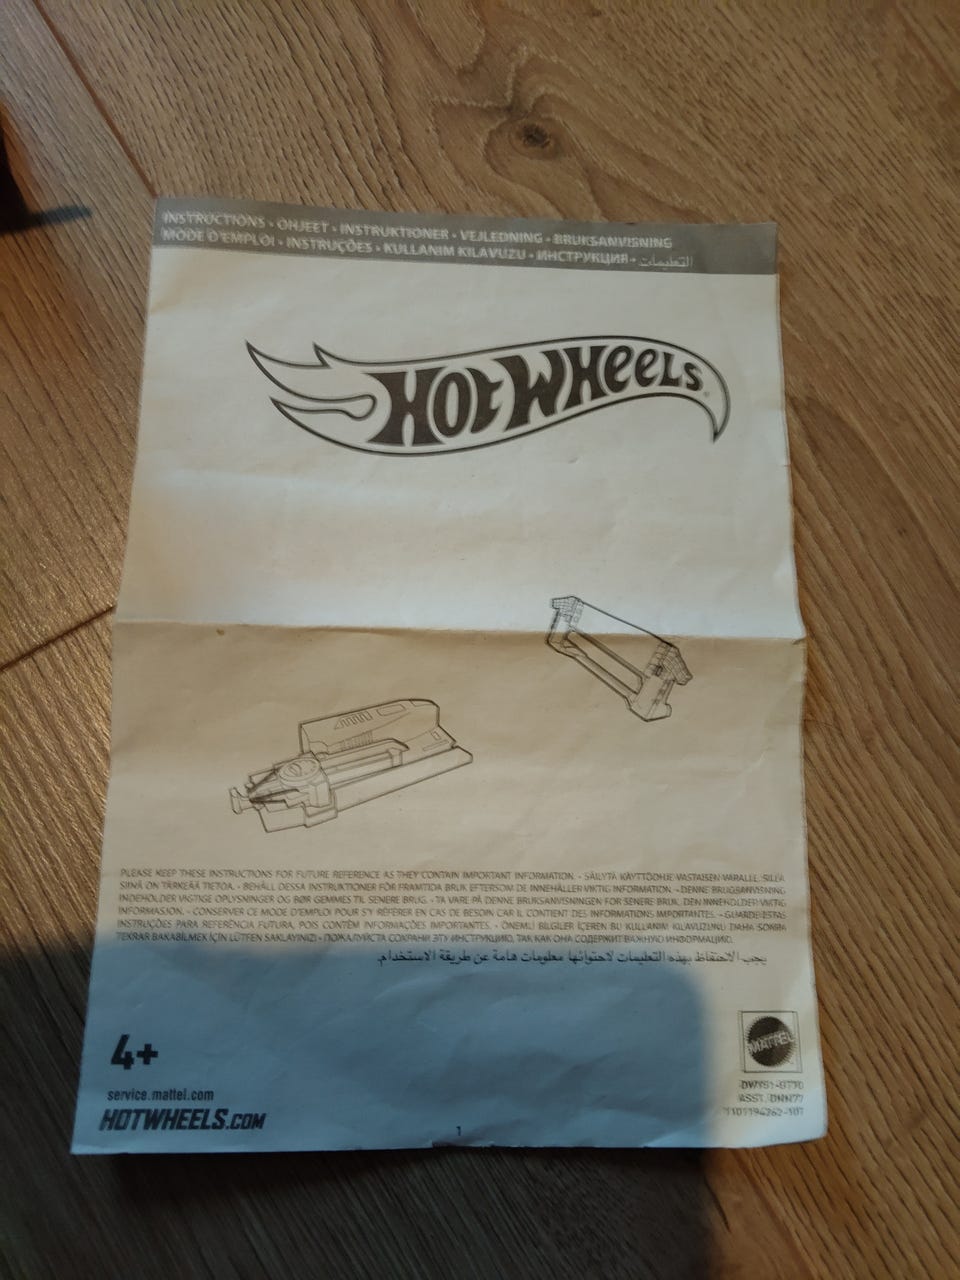 INSTRUCTIONS • OHJEET • INSTRUKTIONER • VEJLEDNING • BRUKSANVISNING
MODE D'EMPLOI • INSTRUÇÕES • KULLANIM KILAVUZU • ИНСТРУКЦИЯ • التعليمات
HOT WHEELS®
PLEASE KEEP THESE INSTRUCTIONS FOR FUTURE REFERENCE AS THEY CONTAIN IMPORTANT INFORMATION. • SÄILYTÄ KÄYTTÖOHJE VASTAISEN VARALLE. SILLÄ
SIINÄ ON TÄRKEÄÄ TIETOA. • BEHÅLL DESSA INSTRUKTIONER FÖR FRAMTIDA BRUK EFTERSOM DE INNEHÅLLER VIKTIG INFORMATION. • DENNE BRUGSANVISNING
INDEHOLDER VIGTIGE OPLYSNINGER OG BØR GEMMES TIL SENERE BRUG. • TA VARE PÅ DENNE BRUKSANVISNINGEN FOR SENERE BRUK. DEN INNEHOLDER VIKTIG
INFORMASJON. • CONSERVER CE MODE D'EMPLOI POUR S'Y RÉFÉRER EN CAS DE BESOIN CAR IL CONTIENT DES INFORMATIONS IMPORTANTES. • GUARDE ESTAS
INSTRUÇÕES PARA REFERÊNCIA FUTURA, POIS CONTÊM INFORMAÇÕES IMPORTANTES. • ÖNEMLİ BİLGİLER İÇEREN BU KULLANIM KILAVUZUNU DAHA SONRA
TEKRAR BAKABİLMEK İÇİN LÜTFEN SAKLAYINIZ! • ПОЖАЛУЙСТА СОХРАНИ ЭТУ ИНСТРУКЦИЮ, ТАК КАК ОНА СОДЕРЖИТ ВАЖНУЮ ИНФОРМАЦИЮ.
يجب الاحتفاظ بهذه التعليمات لاحتوائها معلومات هامة عن طريقة الاستخدام.
4+
service.mattel.com
HOTWHEELS.COM
MATTEL
ASST. DNN77
1